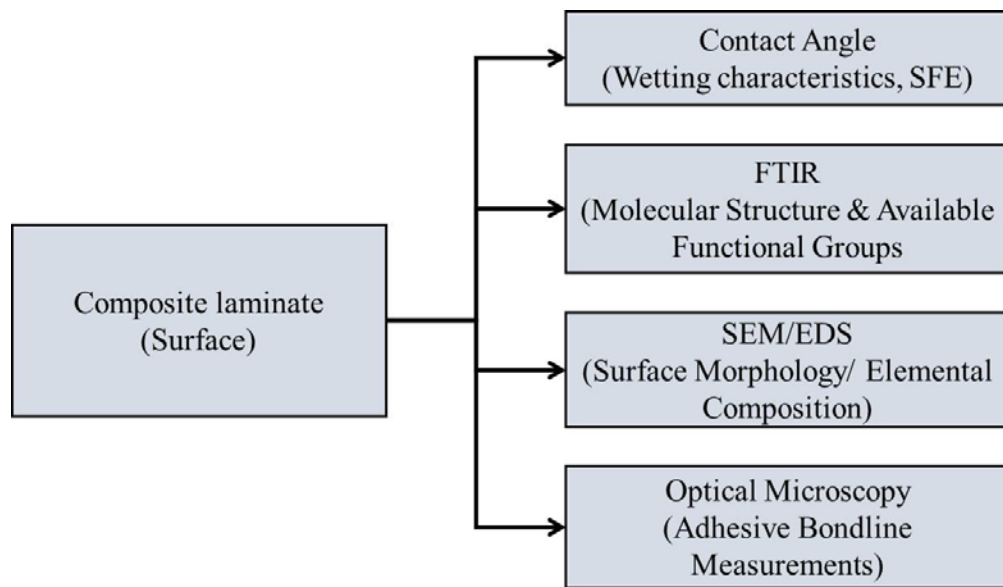 Composite laminate
(Surface)
Contact Angle
(Wetting characteristics, SFE)
FTIR
(Molecular Structure & Available
Functional Groups
SEM/EDS
(Surface Morphology/ Elemental
Composition)
Optical Microscopy
(Adhesive Bondline
Measurements)